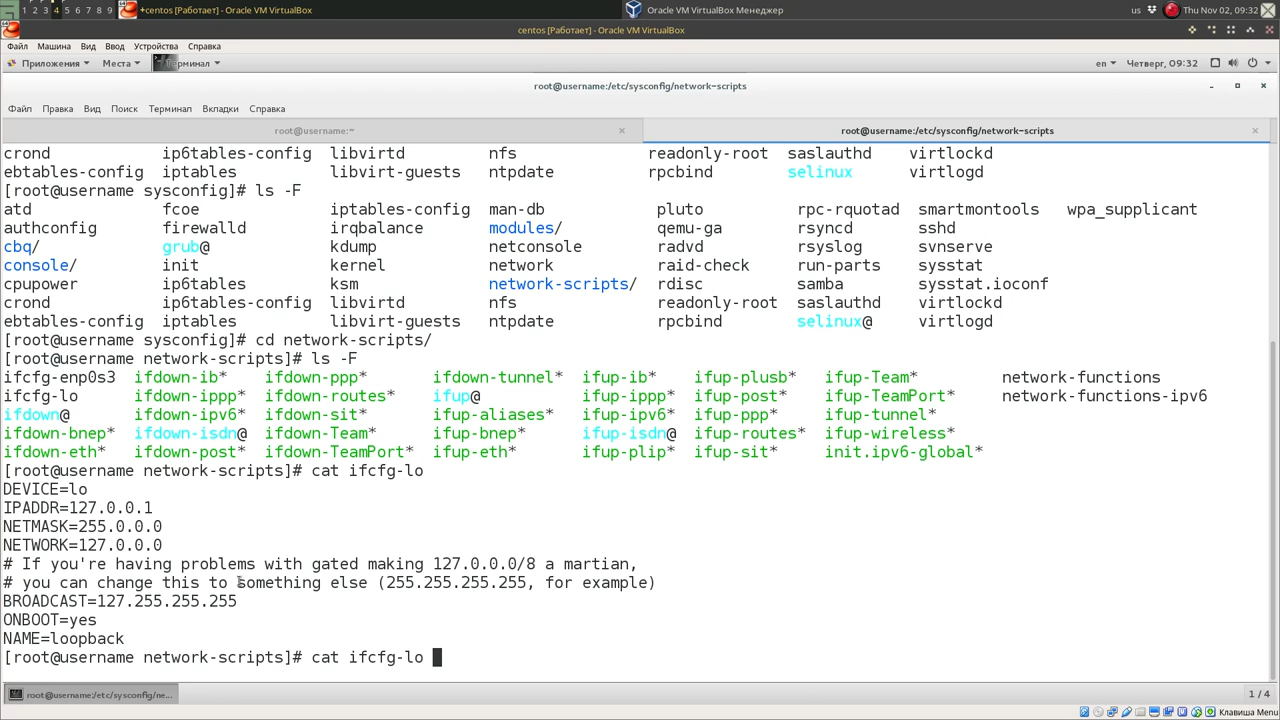 1 2 3 4 5 6 7 8 9 +centos [Работает] - Oracle VM VirtualBox Oracle VM VirtualBox Менеджер us Thu Nov 02, 09:32
centos [Работает] - Oracle VM VirtualBox
Файл Машина Вид Ввод Устройства Справка
Приложения Места Терминал en Четверг, 09:32
root@username:/etc/sysconfig/network-scripts
Файл Правка Вид Поиск Терминал Вкладки Справка
root@username:~ × root@username:/etc/sysconfig/network-scripts ×
crond ip6tables-config libvirtd nfs readonly-root saslauthd virtlockd
ebtables-config iptables libvirt-guests ntpdate rpcbind selinux virtlogd
[root@username sysconfig]# ls -F
atd fcoe iptables-config man-db pluto rpc-rquotad smartmontools wpa_supplicant
authconfig firewalld irqbalance modules/ qemu-ga rsyncd sshd
cbq/ grub@ kdump netconsole radvd rsyslog svnserve
console/ init kernel network raid-check run-parts sysstat
cpupower ip6tables ksm network-scripts/ rdisc samba sysstat.ioconf
crond ip6tables-config libvirtd nfs readonly-root saslauthd virtlockd
ebtables-config iptables libvirt-guests ntpdate rpcbind selinux@ virtlogd
[root@username sysconfig]# cd network-scripts/
[root@username network-scripts]# ls -F
ifcfg-enp0s3 ifdown-ib* ifdown-ppp* ifdown-tunnel* ifup-ib* ifup-plusb* ifup-Team* network-functions
ifcfg-lo ifdown-ippp* ifdown-routes* ifup@ ifup-ippp* ifup-post* ifup-TeamPort* network-functions-ipv6
ifdown@ ifdown-ipv6* ifdown-sit* ifup-aliases* ifup-ipv6* ifup-ppp* ifup-tunnel*
ifdown-bnep* ifdown-isdn@ ifdown-Team* ifup-bnep* ifup-isdn@ ifup-routes* ifup-wireless*
ifdown-eth* ifdown-post* ifdown-TeamPort* ifup-eth* ifup-plip* ifup-sit* init.ipv6-global*
[root@username network-scripts]# cat ifcfg-lo
DEVICE=lo
IPADDR=127.0.0.1
NETMASK=255.0.0.0
NETWORK=127.0.0.0
# If you're having problems with gated making 127.0.0.0/8 a martian,
# you can change this to something else (255.255.255.255, for example)
BROADCAST=127.255.255.255
ONBOOT=yes
NAME=loopback
[root@username network-scripts]# cat ifcfg-lo
root@username:/etc/sysconfig/ne... 1 / 4
Клавиша Menu